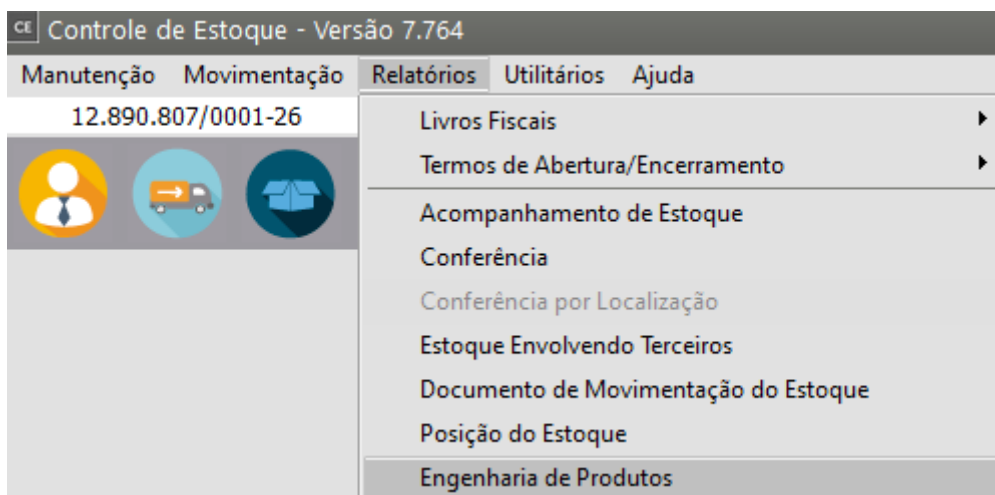 CE Controle de Estoque - Versão 7.764
Manutenção Movimentação Relatórios Utilitários Ajuda
12.890.807/0001-26
Livros Fiscais
Termos de Abertura/Encerramento
Acompanhamento de Estoque
Conferência
Conferência por Localização
Estoque Envolvendo Terceiros
Documento de Movimentação do Estoque
Posição do Estoque
Engenharia de Produtos